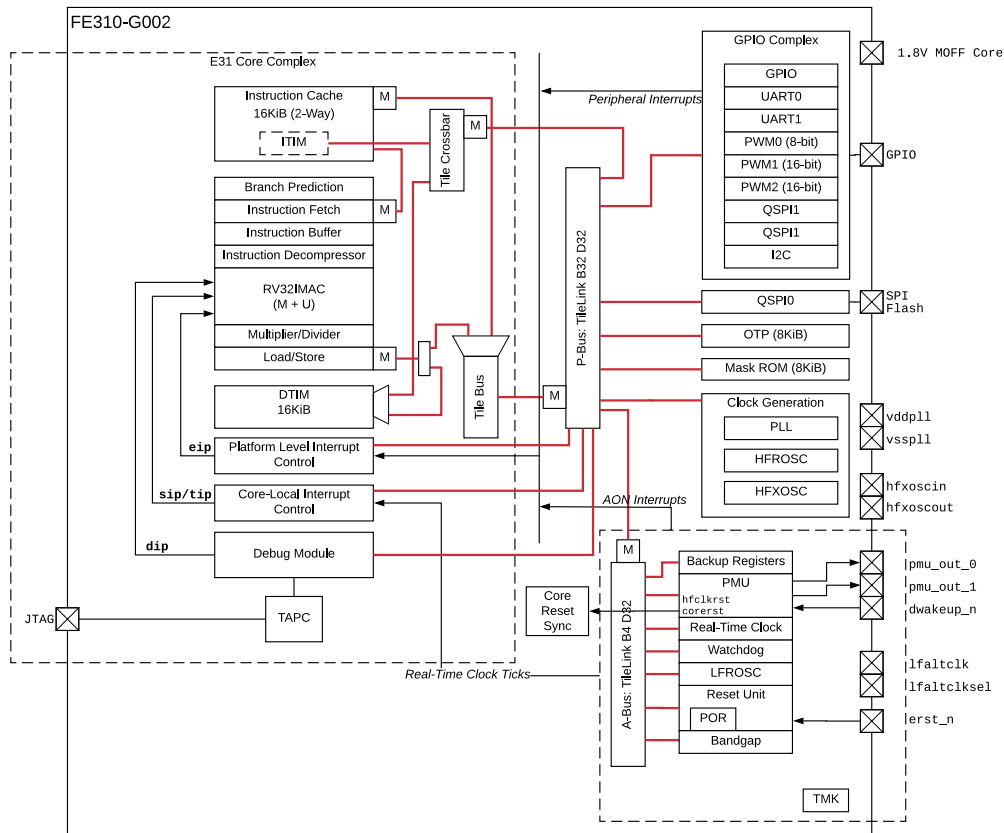 FE310-G002
E31 Core Complex
Instruction Cache
16KiB (2-Way)
M
ITIM
Tile Crossbar
M
Branch Prediction
Instruction Fetch
M
Instruction Buffer
Instruction Decompressor
RV32IMAC
(M + U)
Multiplier/Divider
Load/Store
M
DTIM
16KiB
Tile Bus
eip
Platform Level Interrupt
Control
sip/tip
Core-Local Interrupt
Control
dip
Debug Module
TAPC
JTAG
Peripheral Interrupts
P-Bus: TileLink B32 D32
M
GPIO Complex
GPIO
UART0
UART1
PWM0 (8-bit)
PWM1 (16-bit)
PWM2 (16-bit)
QSPI1
QSPI1
I2C
QSPI0
OTP (8KiB)
Mask ROM (8KiB)
Clock Generation
PLL
HFROSC
HFXOSC
1.8V MOFF Core
GPIO
SPI
Flash
vddpll
vsspll
hfxoscin
hfxoscout
AON Interrupts
M
A-Bus: TileLink B4 D32
Core
Reset
Sync
Backup Registers
PMU
hfclkrst
corerst
Real-Time Clock
Watchdog
LFROSC
Reset Unit
POR
Bandgap
TMK
Real-Time Clock Ticks
pmu_out_0
pmu_out_1
dwakeup_n
lfaltclk
lfaltclksel
erst_n